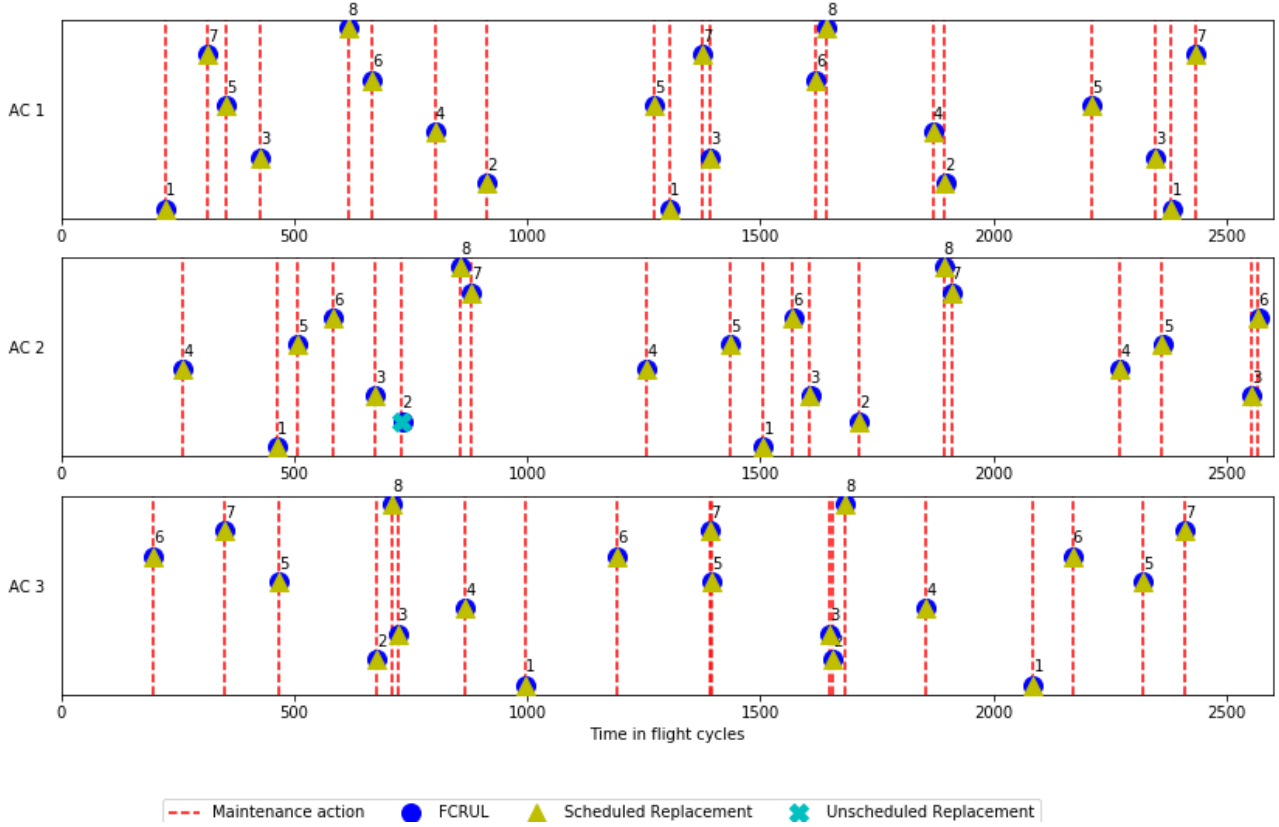 8 8
7 7 7
6 6
5 5 5
AC 1
4 4
3 3 3
2 2
1 1 1
0 500 1000 1500 2000 2500
8 8
7 7
6 6 6
5 5 5
AC 2
4 4 4
3 3 3
2 2
1 1
0 500 1000 1500 2000 2500
8 8
7 7 7
6 6 6
5 5 5
AC 3
4 4
3 3
2 2
1 1
0 500 1000 1500 2000 2500
Time in flight cycles
Maintenance action FCRUL Scheduled Replacement Unscheduled Replacement